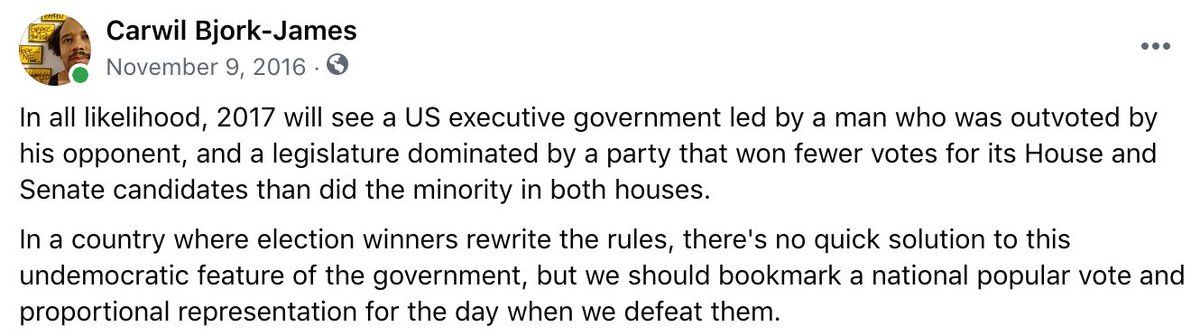 Carwil Bjork-James
November 9, 2016 ·
In all likelihood, 2017 will see a US executive government led by a man who was outvoted by
his opponent, and a legislature dominated by a party that won fewer votes for its House and
Senate candidates than did the minority in both houses.
In a country where election winners rewrite the rules, there's no quick solution to this
undemocratic feature of the government, but we should bookmark a national popular vote and
proportional representation for the day when we defeat them.